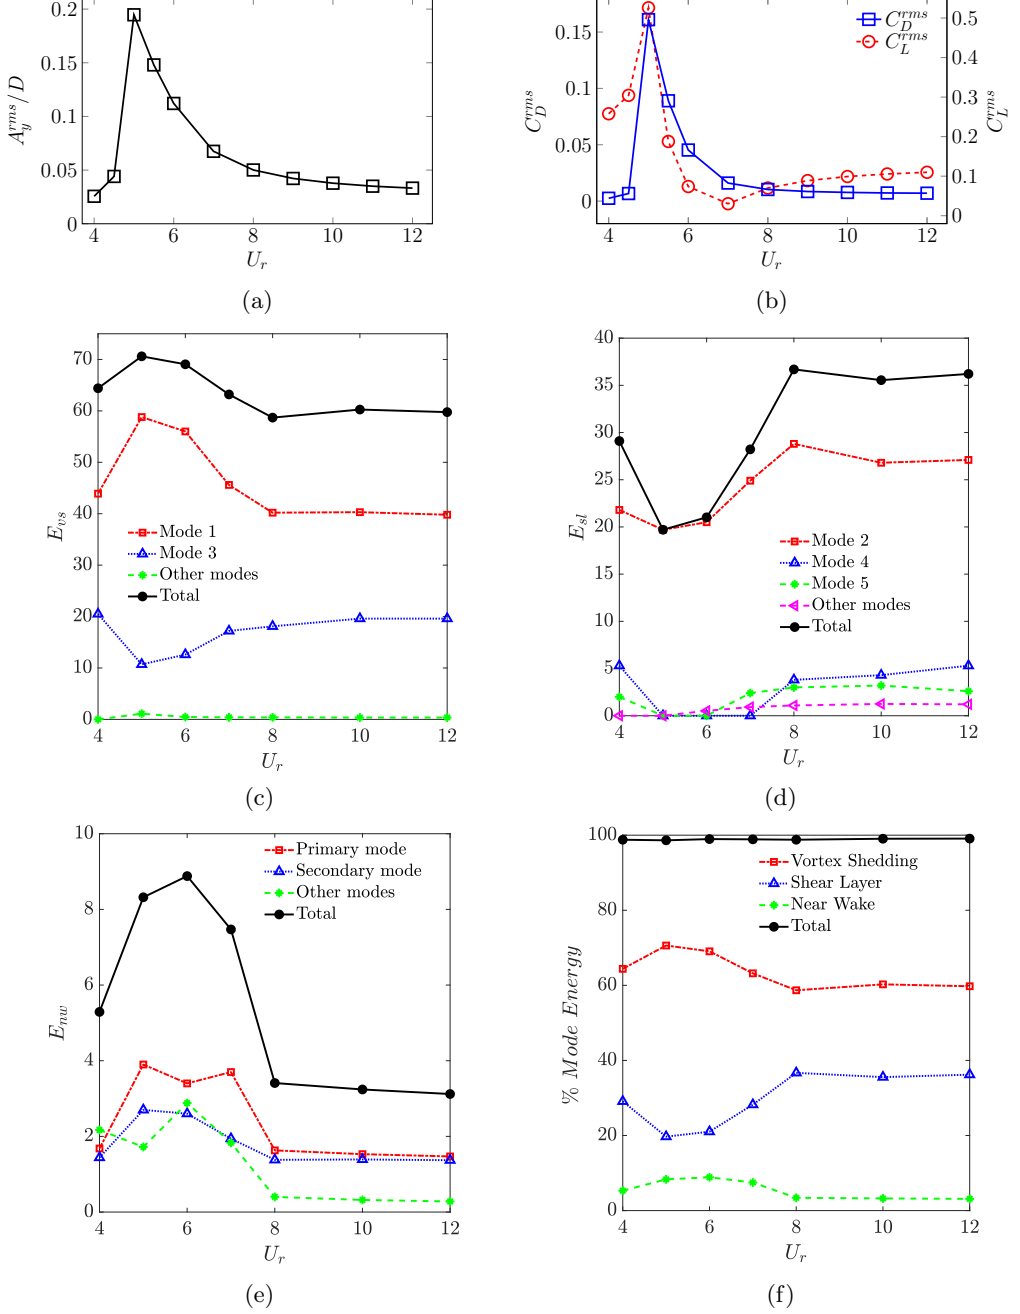 0.2
0.15
0.1
0.05
0
A_y^{rms}/D
4 6 8 10 12
U_r
(a)
0.15
0.1
0.05
0
C_D^{rms}
C_D^{rms}
C_L^{rms}
0.5
0.4
0.3
0.2
0.1
0
C_L^{rms}
4 6 8 10 12
U_r
(b)
70
60
50
40
30
20
10
0
E_{vs}
Mode 1
Mode 3
Other modes
Total
4 6 8 10 12
U_r
(c)
40
35
30
25
20
15
10
5
0
E_{sl}
Mode 2
Mode 4
Mode 5
Other modes
Total
4 6 8 10 12
U_r
(d)
10
8
6
4
2
0
E_{nw}
Primary mode
Secondary mode
Other modes
Total
4 6 8 10 12
U_r
(e)
100
80
60
40
20
0
% Mode Energy
Vortex Shedding
Shear Layer
Near Wake
Total
4 6 8 10 12
U_r
(f)